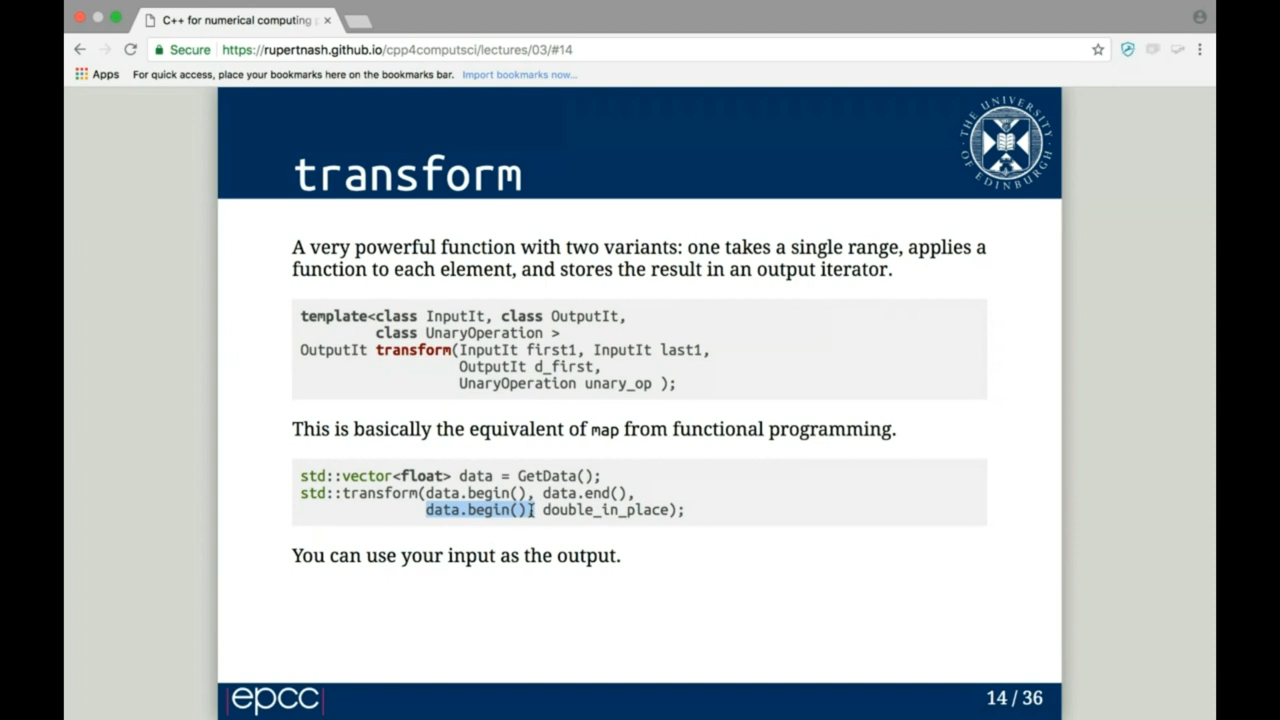 C++ for numerical computing
Secure https://rupertnash.github.io/cpp4computsci/lectures/03/#14
Apps For quick access, place your bookmarks here on the bookmarks bar. Import bookmarks now...
THE UNIVERSITY OF EDINBURGH
transform
A very powerful function with two variants: one takes a single range, applies a
function to each element, and stores the result in an output iterator.
template<class InputIt, class OutputIt,
class UnaryOperation >
OutputIt transform(InputIt first1, InputIt last1,
OutputIt d_first,
UnaryOperation unary_op );
This is basically the equivalent of map from functional programming.
std::vector<float> data = GetData();
std::transform(data.begin(), data.end(),
data.begin(), double_in_place);
You can use your input as the output.
epcc
14 / 36